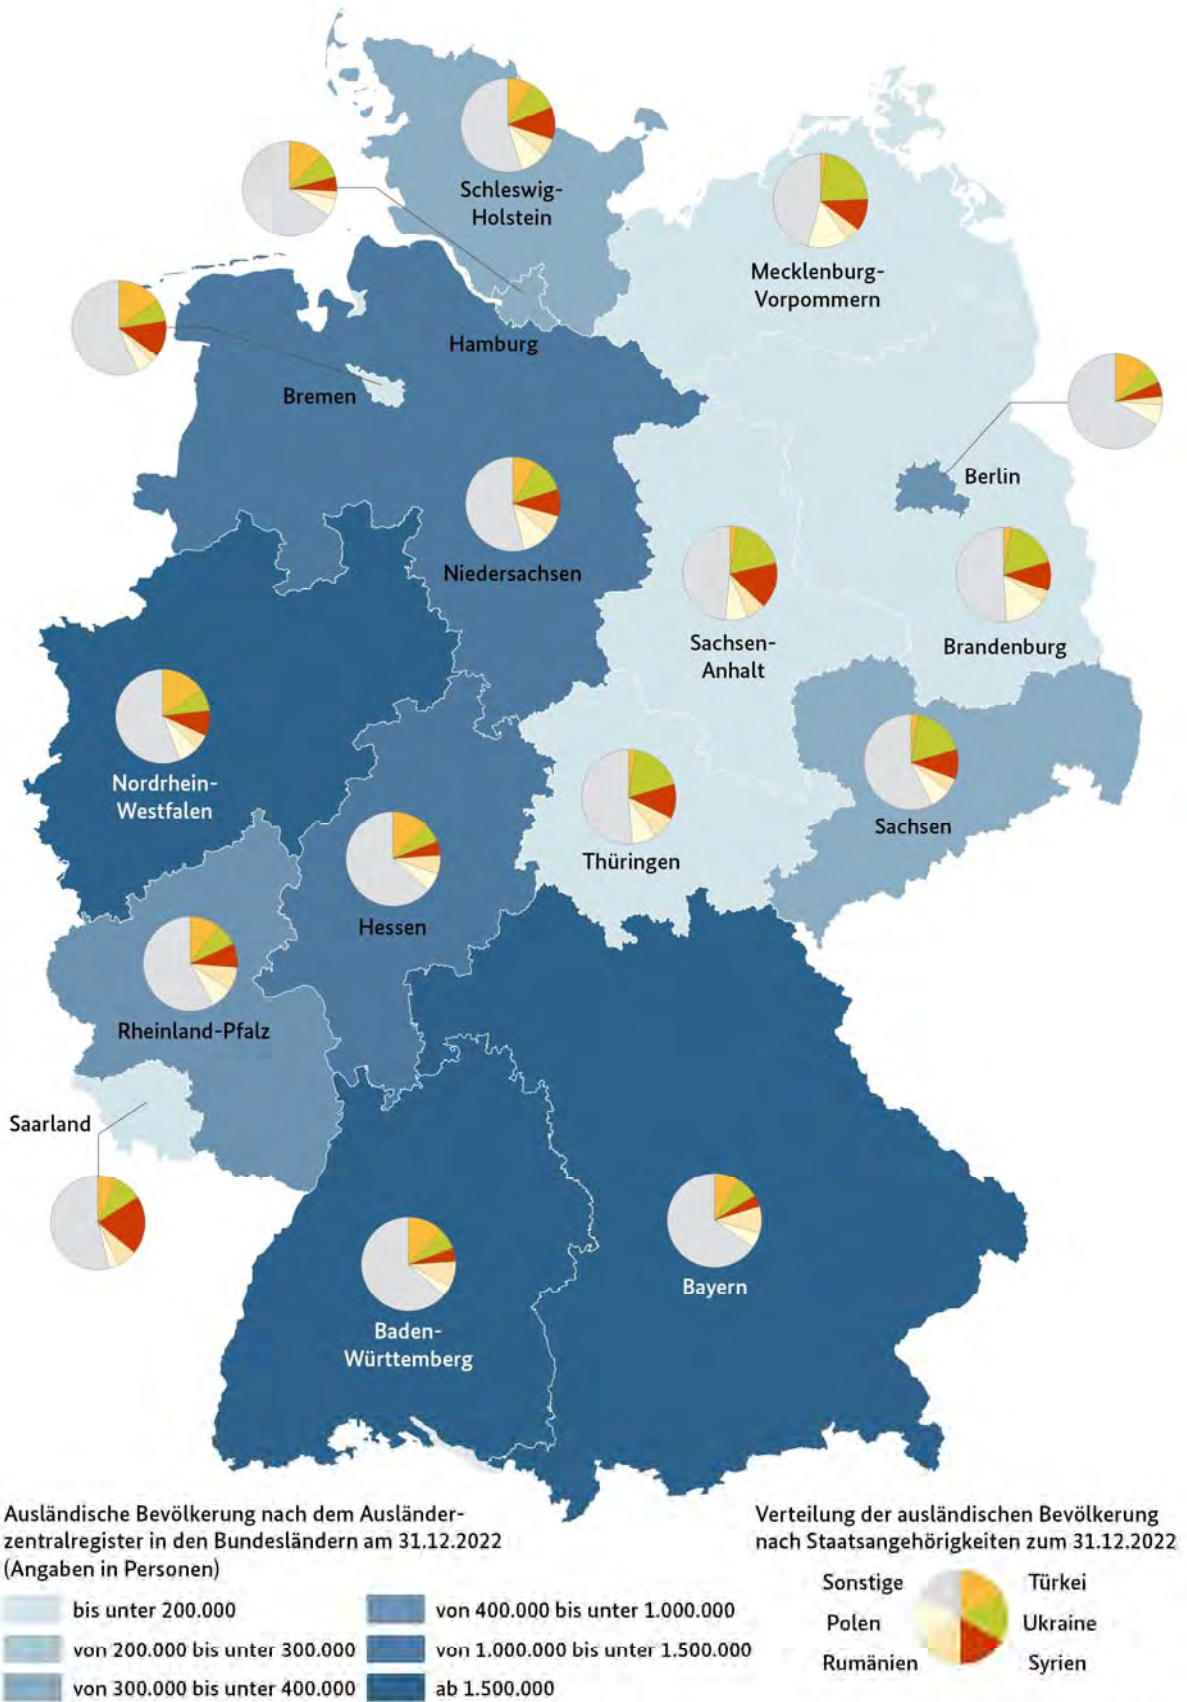 Schleswig-
Holstein
Mecklenburg-
Vorpommern
Hamburg
Bremen
Berlin
Niedersachsen
Sachsen-
Anhalt
Brandenburg
Nordrhein-
Westfalen
Sachsen
Thüringen
Hessen
Rheinland-Pfalz
Saarland
Bayern
Baden-
Württemberg
Ausländische Bevölkerung nach dem Ausländer-
zentralregister in den Bundesländern am 31.12.2022
(Angaben in Personen)
bis unter 200.000
von 200.000 bis unter 300.000
von 300.000 bis unter 400.000
von 400.000 bis unter 1.000.000
von 1.000.000 bis unter 1.500.000
ab 1.500.000
Verteilung der ausländischen Bevölkerung
nach Staatsangehörigkeiten zum 31.12.2022
Sonstige
Türkei
Polen
Ukraine
Rumänien
Syrien